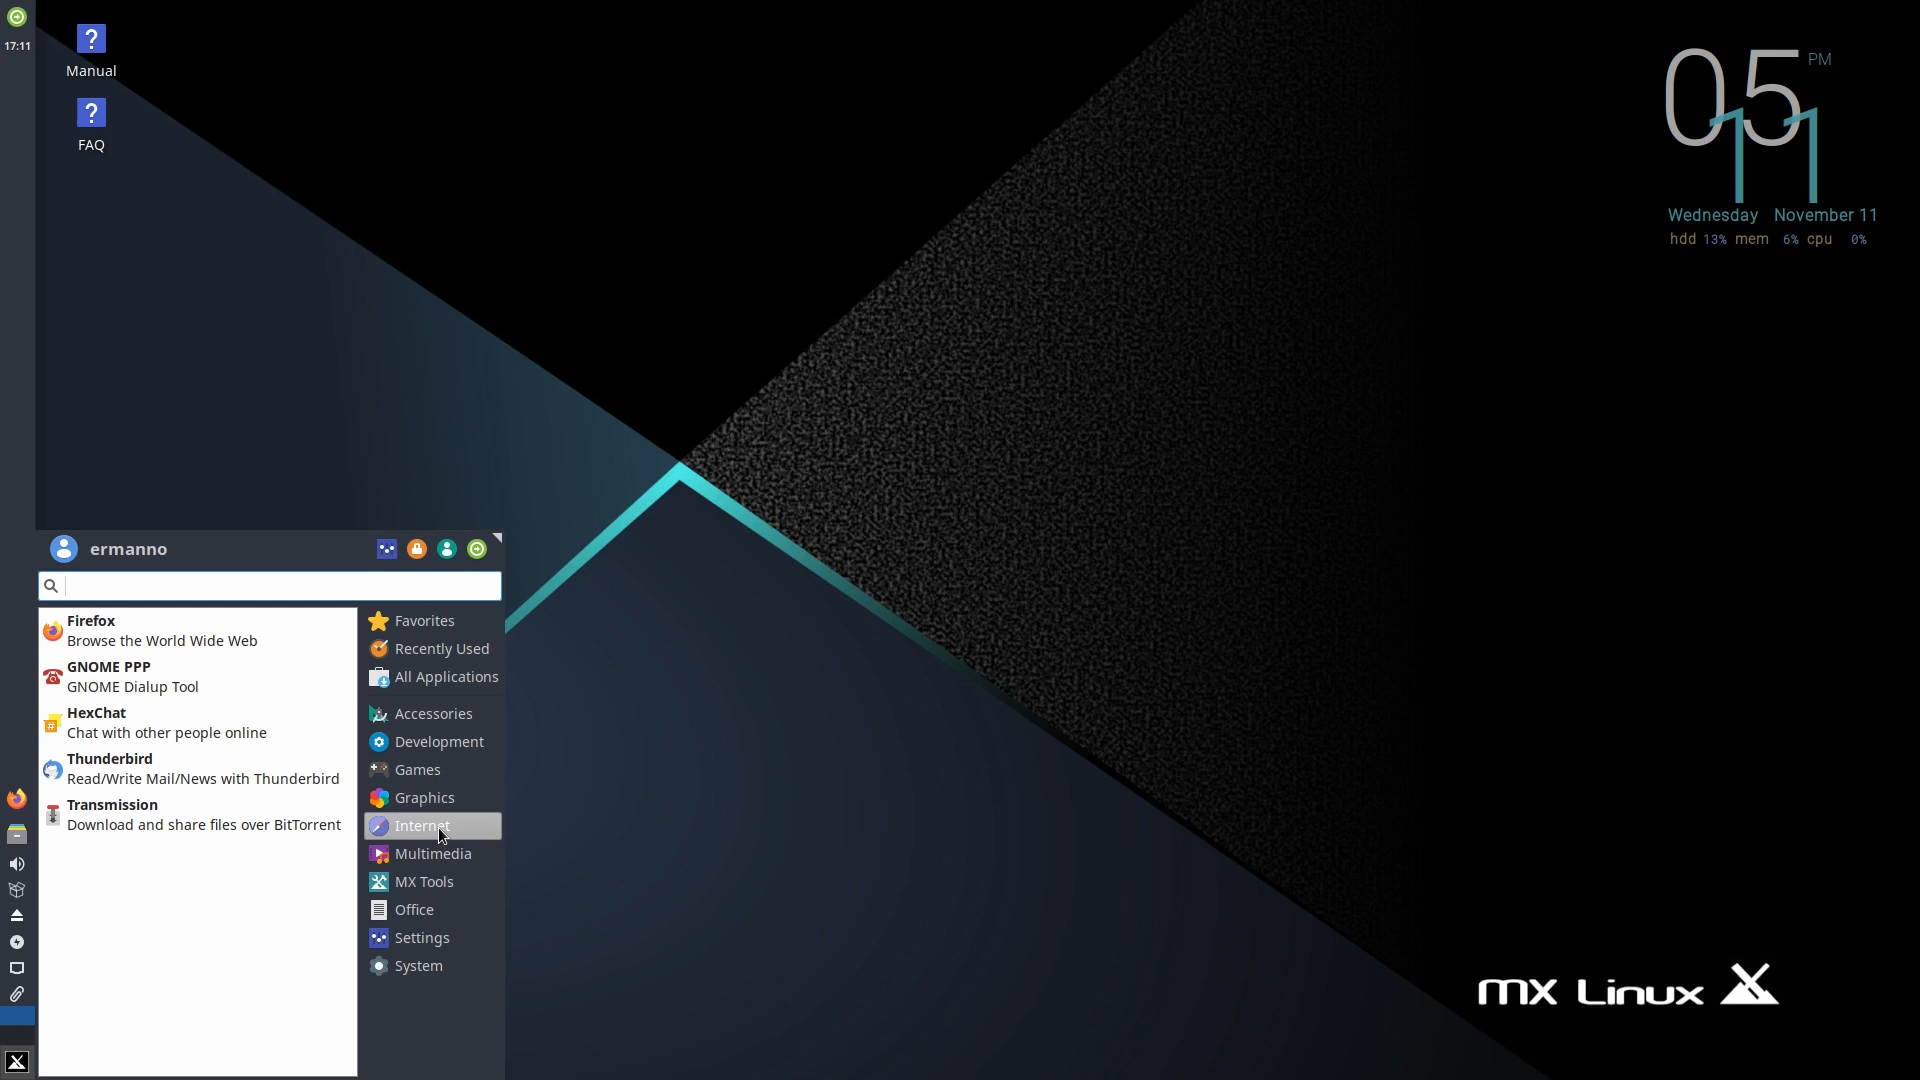 17:11
Manual
FAQ
05 PM
11
Wednesday November 11
hdd 13% mem 6% cpu 0%
ermanno
Firefox
Browse the World Wide Web
GNOME PPP
GNOME Dialup Tool
HexChat
Chat with other people online
Thunderbird
Read/Write Mail/News with Thunderbird
Transmission
Download and share files over BitTorrent
Favorites
Recently Used
All Applications
Accessories
Development
Games
Graphics
Internet
Multimedia
MX Tools
Office
Settings
System
MX Linux